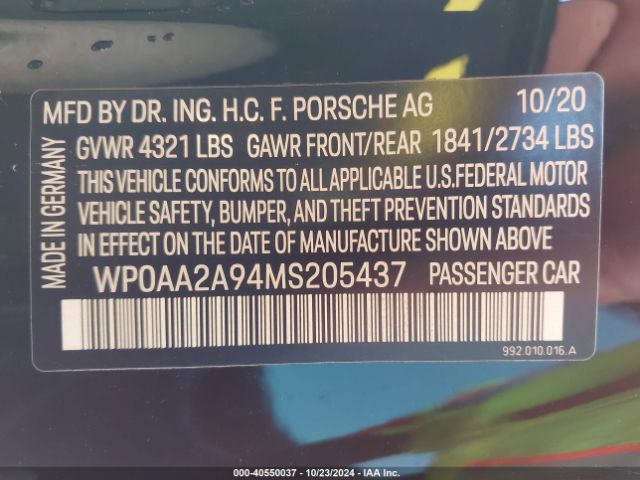 MFD BY DR. ING. H.C. F. PORSCHE AG 10/20
GVWR 4321 LBS GAWR FRONT/REAR 1841/2734 LBS
THIS VEHICLE CONFORMS TO ALL APPLICABLE U.S.FEDERAL MOTOR
VEHICLE SAFETY, BUMPER, AND THEFT PREVENTION STANDARDS
IN EFFECT ON THE DATE OF MANUFACTURE SHOWN ABOVE
WP0AA2A94MS205437 PASSENGER CAR
992.010.016.A
MADE IN GERMANY
000-40550037 - 10/23/2024 - IAA Inc.